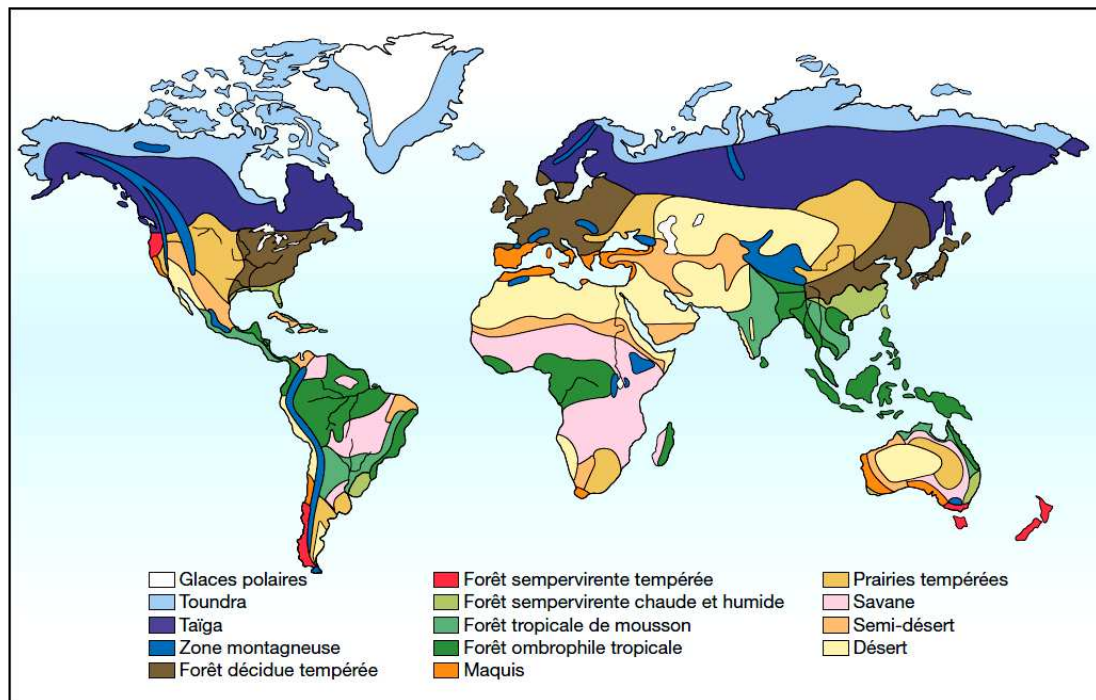 Glaces polaires
Toundra
Taïga
Zone montagneuse
Forêt décidue tempérée
Forêt sempervirente tempérée
Forêt sempervirente chaude et humide
Forêt tropicale de mousson
Forêt ombrophile tropicale
Maquis
Prairies tempérées
Savane
Semi-désert
Désert